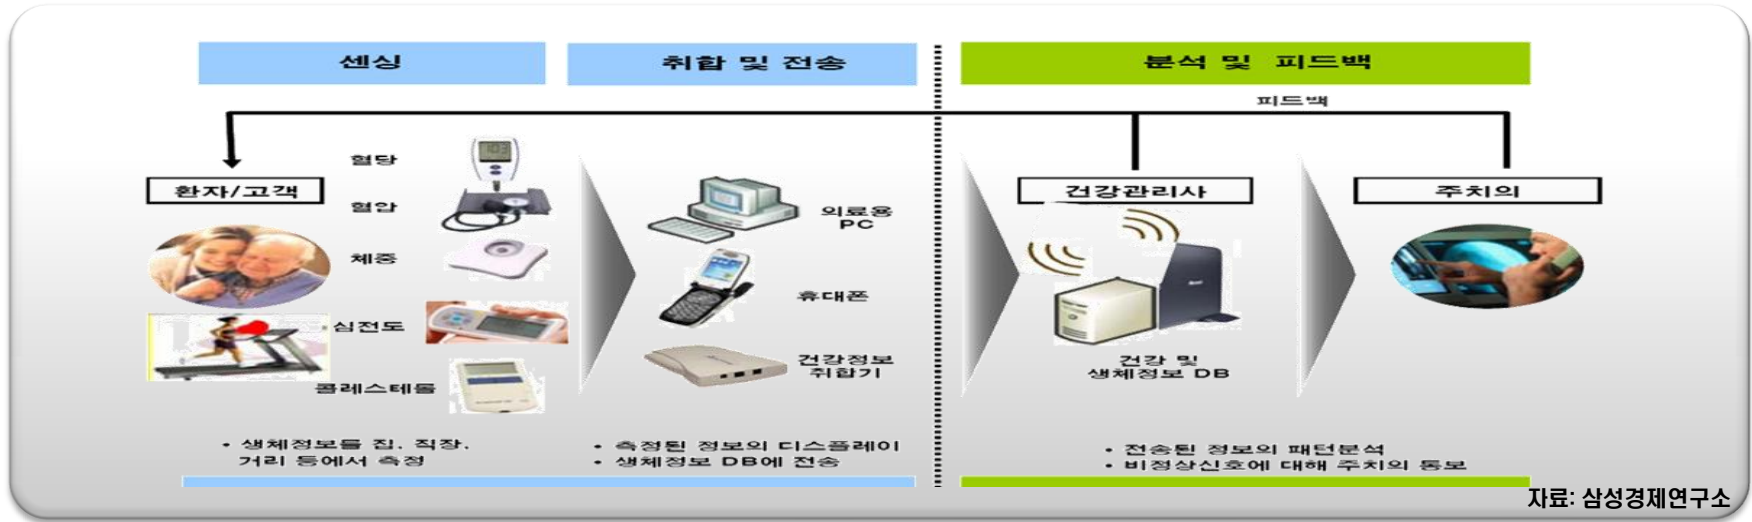 센싱
취합 및 전송
분석 및 피드백
피드백
환자/고객
혈당
혈압
체중
심전도
콜레스테롤
의료용
PC
휴대폰
건강정보
취합기
건강관리사
건강 및
생체정보 DB
주치의
• 생체정보를 집, 직장,
거리 등에서 측정
• 측정된 정보의 디스플레이
• 생체정보 DB에 전송
• 전송된 정보의 패턴분석
• 비정상신호에 대해 주치의 통보
자료: 삼성경제연구소